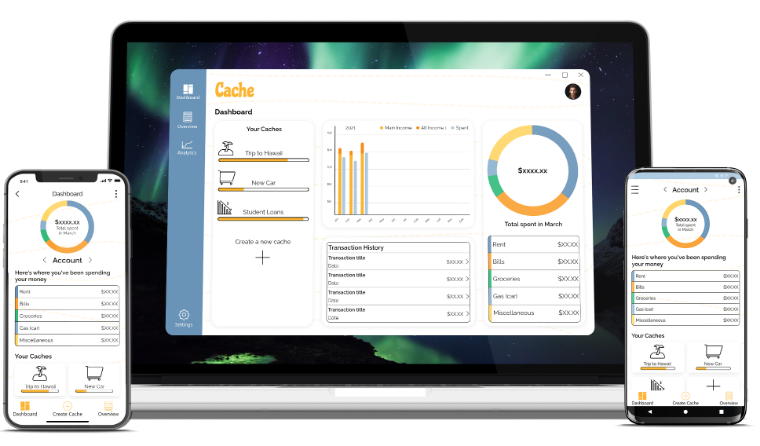 Cache
Dashboard
Dashboard
Overview
Analytics
Settings
Your Caches
Trip to Hawaii
New Car
Student Loans
Create a new cache
2021
Main Income
All Income
Spent
Transaction History
Transaction title
Date
$XX.XX
Transaction title
Date
$XX.XX
Transaction title
Date
$XX.XX
Transaction title
Date
$XX.XX
$xxxx.xx
Total spent in March
Rent $XX.XX
Bills $XX.XX
Groceries $XX.XX
Gas (car) $XX.XX
Miscellaneous $XX.XX
9:41
Dashboard
$xxxx.xx
Total spent
in March
Account
Here's where you've been spending
your money
Rent $XX.XX
Bills $XX.XX
Groceries $XX.XX
Gas (car) $XX.XX
Miscellaneous $XX.XX
Your Caches
Trip to Hawaii
New Car
Dashboard
Create Cache
Overview
Account
$xxxx.xx
Total spent
in March
Here's where you've been spending
your money
Rent $XX.XX
Bills $XX.XX
Groceries $XX.XX
Gas (car) $XX.XX
Miscellaneous $XX.XX
Your Caches
Trip to Hawaii
New Car
Dashboard
Create Cache
Overview